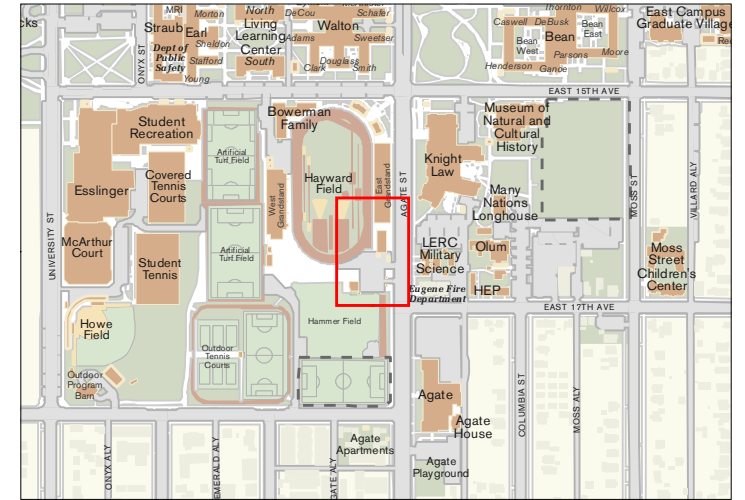 cks
MRI
Morton
Straub
Earl
Sheldon
Dept of
Public
Safety
Stafford
Young
North
Living
Learning
Center
South
DeCou
Schafer
Walton
Adams
Sweetser
Douglass
Clark
Smith
Thornton
Willcox
Caswell
DeBusk
Bean
West
Bean
Bean
East
Parsons
Moore
Henderson
Ganoe
East Campus
Graduate Village
ONYX ST
EAST 15TH AVE
Student
Recreation
Esslinger
Covered
Tennis
Courts
Artificial
Turf Field
Bowerman
Family
Hayward
Field
West
Grandstand
East
Grandstand
AGATE ST
Knight
Law
Museum of
Natural and
Cultural
History
Many
Nations
Longhouse
MOSS ST
VILLARD ALY
UNIVERSITY ST
McArthur
Court
Student
Tennis
Artificial
Turf Field
LERC
Military
Science
Olum
Eugene Fire
Department
HEP
Moss
Street
Children's
Center
EAST 17TH AVE
Howe
Field
Outdoor
Program
Barn
Outdoor
Tennis
Courts
Hammer Field
Agate
Agate
House
COLUMBIA ST
MOSS ALY
Agate
Apartments
Agate
Playground
ONYX ALY
EMERALD ALY
GATE ALY